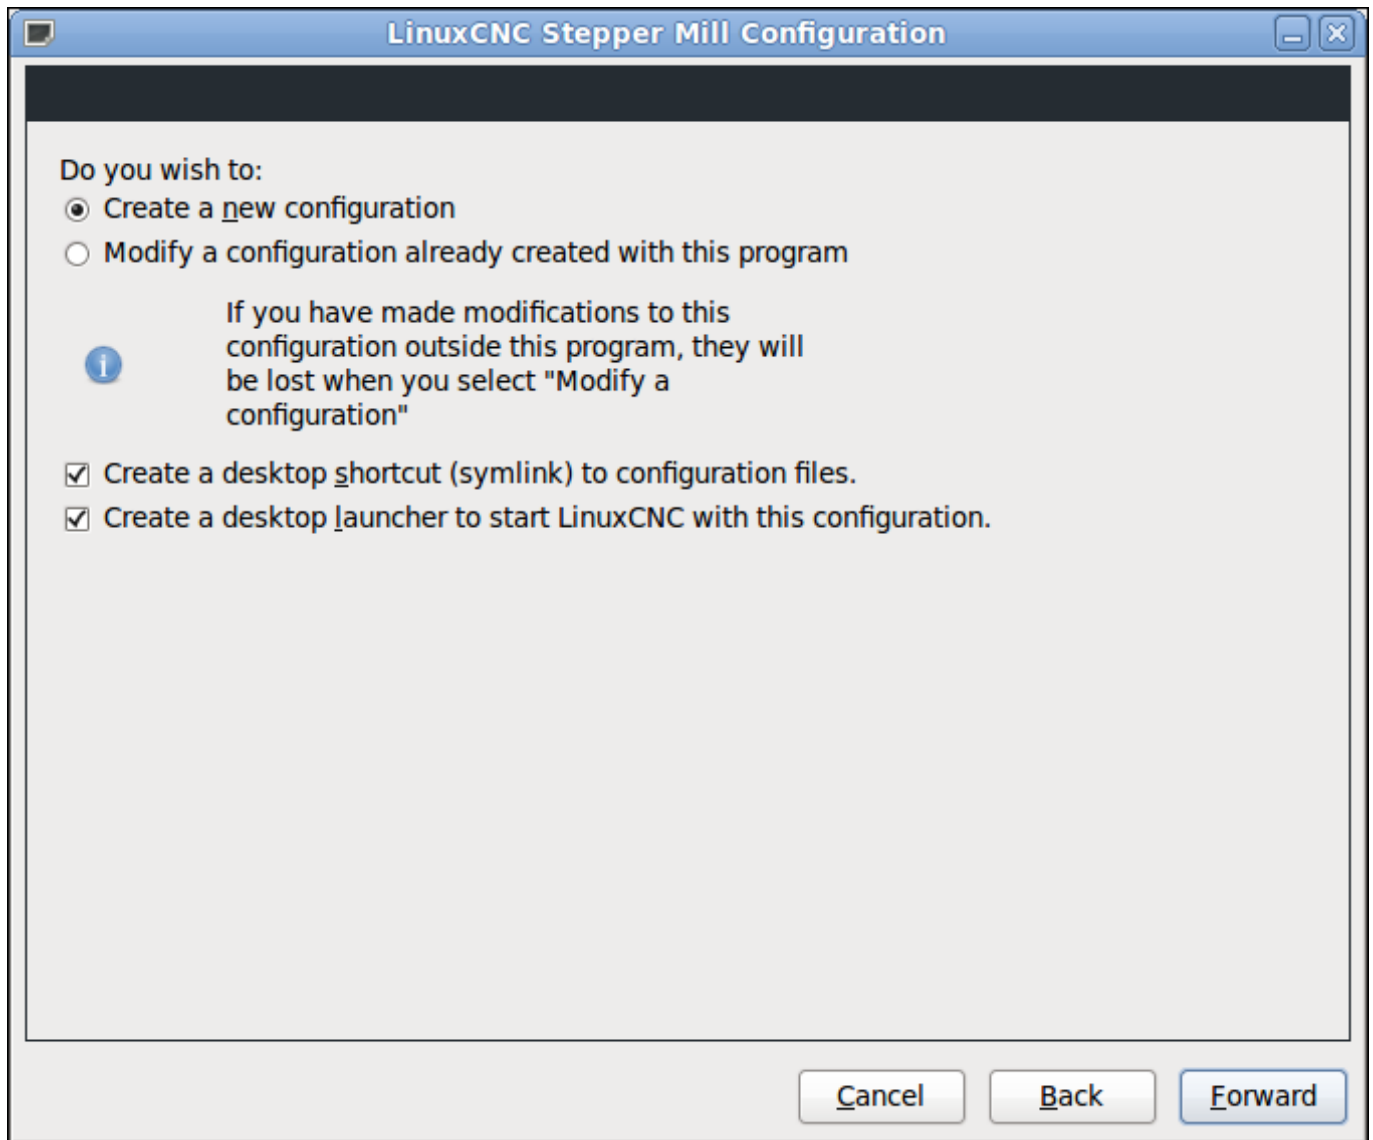 LinuxCNC Stepper Mill Configuration
Do you wish to:
Create a new configuration
Modify a configuration already created with this program
If you have made modifications to this
configuration outside this program, they will
be lost when you select "Modify a
configuration"
Create a desktop shortcut (symlink) to configuration files.
Create a desktop launcher to start LinuxCNC with this configuration.
Cancel Back Forward